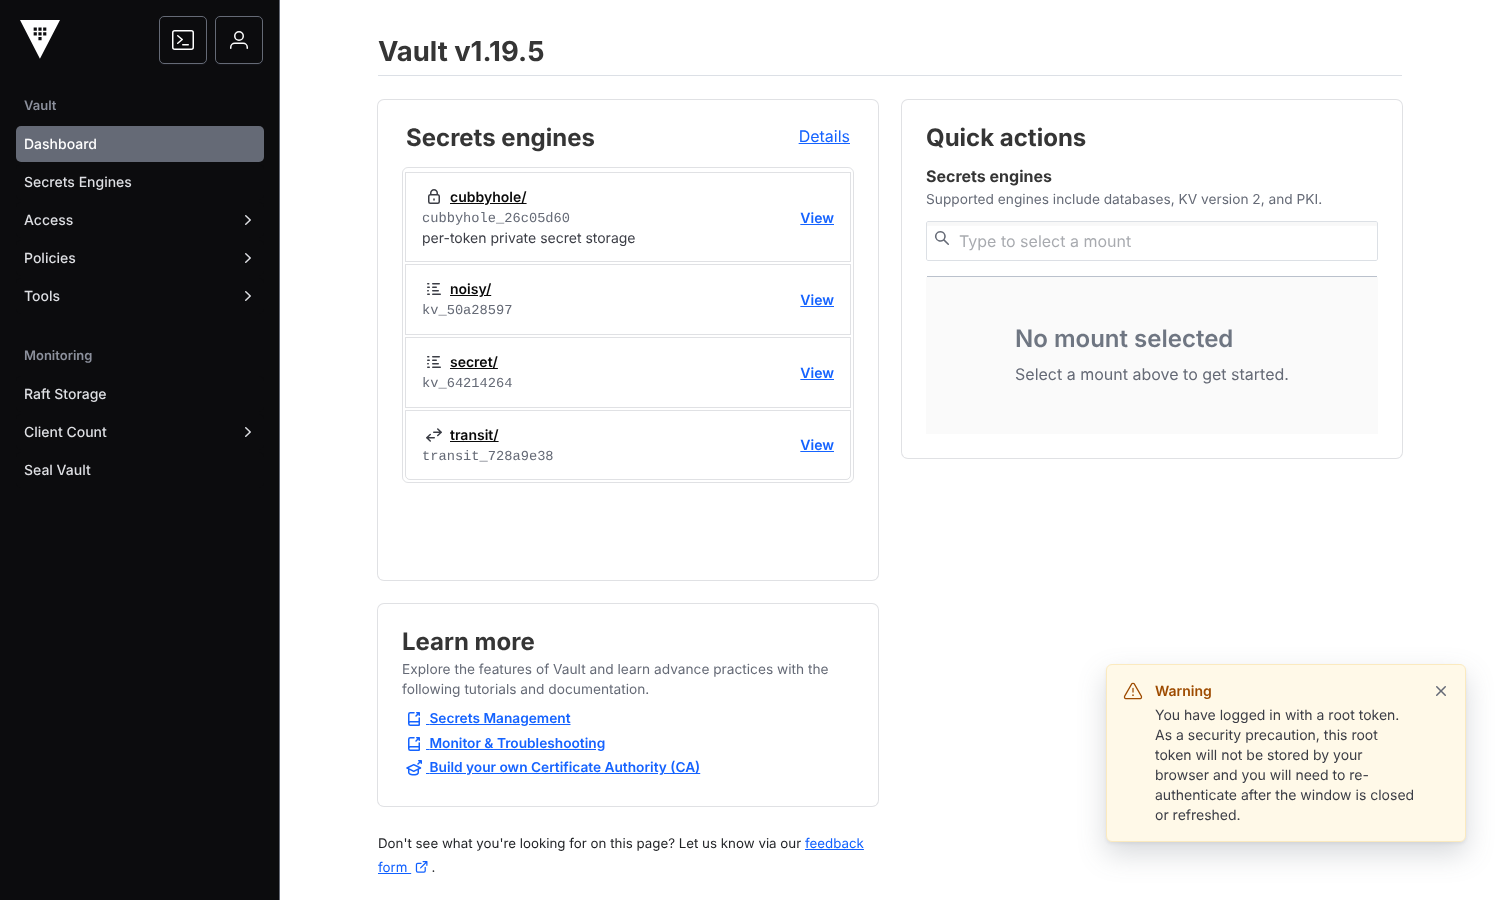 Vault
Dashboard
Secrets Engines
Access
Policies
Tools
Monitoring
Raft Storage
Client Count
Seal Vault
Vault v1.19.5
Secrets engines
Details
cubbyhole/
cubbyhole_26c05d60
per-token private secret storage
View
noisy/
kv_50a28597
View
secret/
kv_64214264
View
transit/
transit_728a9e38
View
Quick actions
Secrets engines
Supported engines include databases, KV version 2, and PKI.
Type to select a mount
No mount selected
Select a mount above to get started.
Learn more
Explore the features of Vault and learn advance practices with the
following tutorials and documentation.
Secrets Management
Monitor & Troubleshooting
Build your own Certificate Authority (CA)
Don't see what you're looking for on this page? Let us know via our feedback
form .
Warning
You have logged in with a root token.
As a security precaution, this root
token will not be stored by your
browser and you will need to re-
authenticate after the window is closed
or refreshed.